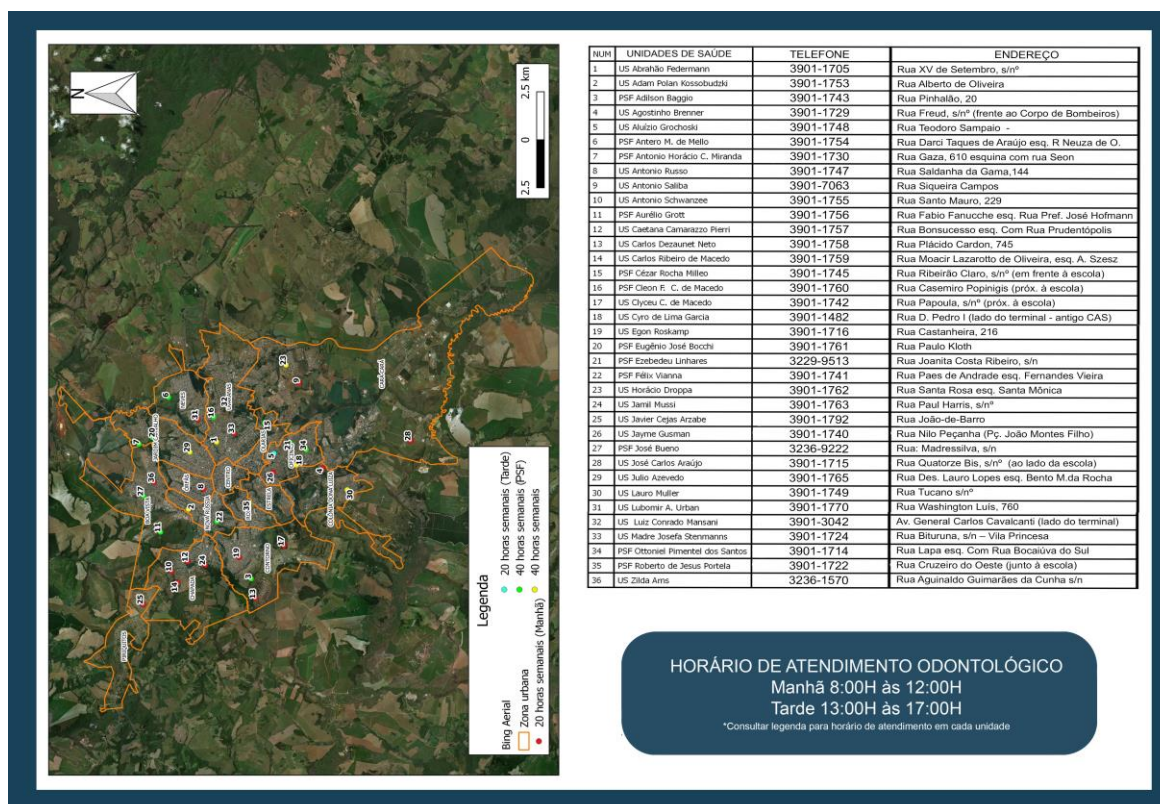 N
2.5 0 2.5 km
Legenda
Bing Aerial
Zona urbana
20 horas semanais (Manhã)
20 horas semanais (Tarde)
40 horas semanais (PSF)
40 horas semanais
NUM UNIDADES DE SAÚDE TELEFONE ENDEREÇO
1 US Abrahão Federmann 3901-1705 Rua XV de Setembro, s/nº
2 US Adam Polan Kossobudzki 3901-1753 Rua Alberto de Oliveira
3 PSF Adilson Baggio 3901-1743 Rua Pinhalão, 20
4 US Agostinho Brenner 3901-1729 Rua Freud, s/nº (frente ao Corpo de Bombeiros)
5 US Aluízio Grochoski 3901-1748 Rua Teodoro Sampaio -
6 PSF Antero M. de Mello 3901-1754 Rua Darci Taques de Araújo esq. R Neuza de O.
7 PSF Antonio Horácio C. Miranda 3901-1730 Rua Gaza, 610 esquina com rua Seon
8 US Antonio Russo 3901-1747 Rua Saldanha da Gama,144
9 US Antonio Saliba 3901-7063 Rua Siqueira Campos
10 US Antonio Schwanzee 3901-1755 Rua Santo Mauro, 229
11 PSF Aurélio Grott 3901-1756 Rua Fabio Fanucche esq. Rua Pref. José Hofmann
12 US Caetana Camarazzo Pierri 3901-1757 Rua Bonsucesso esq. Com Rua Prudentópolis
13 US Carlos Dezaunet Neto 3901-1758 Rua Plácido Cardon, 745
14 US Carlos Ribeiro de Macedo 3901-1759 Rua Moacir Lazarotto de Oliveira, esq. A. Szesz
15 PSF Cézar Rocha Milleo 3901-1745 Rua Ribeirão Claro, s/nº (em frente à escola)
16 PSF Cleon F. C. de Macedo 3901-1760 Rua Casemiro Popinigis (próx. à escola)
17 US Clyceu C. de Macedo 3901-1742 Rua Papoula, s/nº (próx. à escola)
18 US Cyro de Lima Garcia 3901-1482 Rua D. Pedro I (lado do terminal - antigo CAS)
19 US Egon Roskamp 3901-1716 Rua Castanheira, 216
20 PSF Eugênio José Bocchi 3901-1761 Rua Paulo Kloth
21 PSF Ezebedeu Linhares 3229-9513 Rua Joanita Costa Ribeiro, s/n
22 PSF Félix Vianna 3901-1741 Rua Paes de Andrade esq. Fernandes Vieira
23 US Horácio Droppa 3901-1762 Rua Santa Rosa esq. Santa Mônica
24 US Jamil Mussi 3901-1763 Rua Paul Harris, s/nº
25 US Javier Cejas Arzabe 3901-1792 Rua João-de-Barro
26 US Jayme Gusman 3901-1740 Rua Nilo Peçanha (Pç. João Montes Filho)
27 PSF José Bueno 3236-9222 Rua: Madressilva, s/n
28 US José Carlos Araújo 3901-1715 Rua Quatorze Bis, s/nº (ao lado da escola)
29 US Julio Azevedo 3901-1765 Rua Des. Lauro Lopes esq. Bento M.da Rocha
30 US Lauro Muller 3901-1749 Rua Tucano s/nº
31 US Lubomir A. Urban 3901-1770 Rua Washington Luís, 760
32 US Luiz Conrado Mansani 3901-3042 Av. General Carlos Cavalcanti (lado do terminal)
33 US Madre Josefa Stenmanns 3901-1724 Rua Bituruna, s/n – Vila Princesa
34 PSF Ottoniel Pimentel dos Santos 3901-1714 Rua Lapa esq. Com Rua Bocaiúva do Sul
35 PSF Roberto de Jesus Portela 3901-1722 Rua Cruzeiro do Oeste (junto à escola)
36 US Zilda Arns 3236-1570 Rua Aguinaldo Guimarães da Cunha s/n
HORÁRIO DE ATENDIMENTO ODONTOLÓGICO
Manhã 8:00H às 12:00H
Tarde 13:00H às 17:00H
*Consultar legenda para horário de atendimento em cada unidade